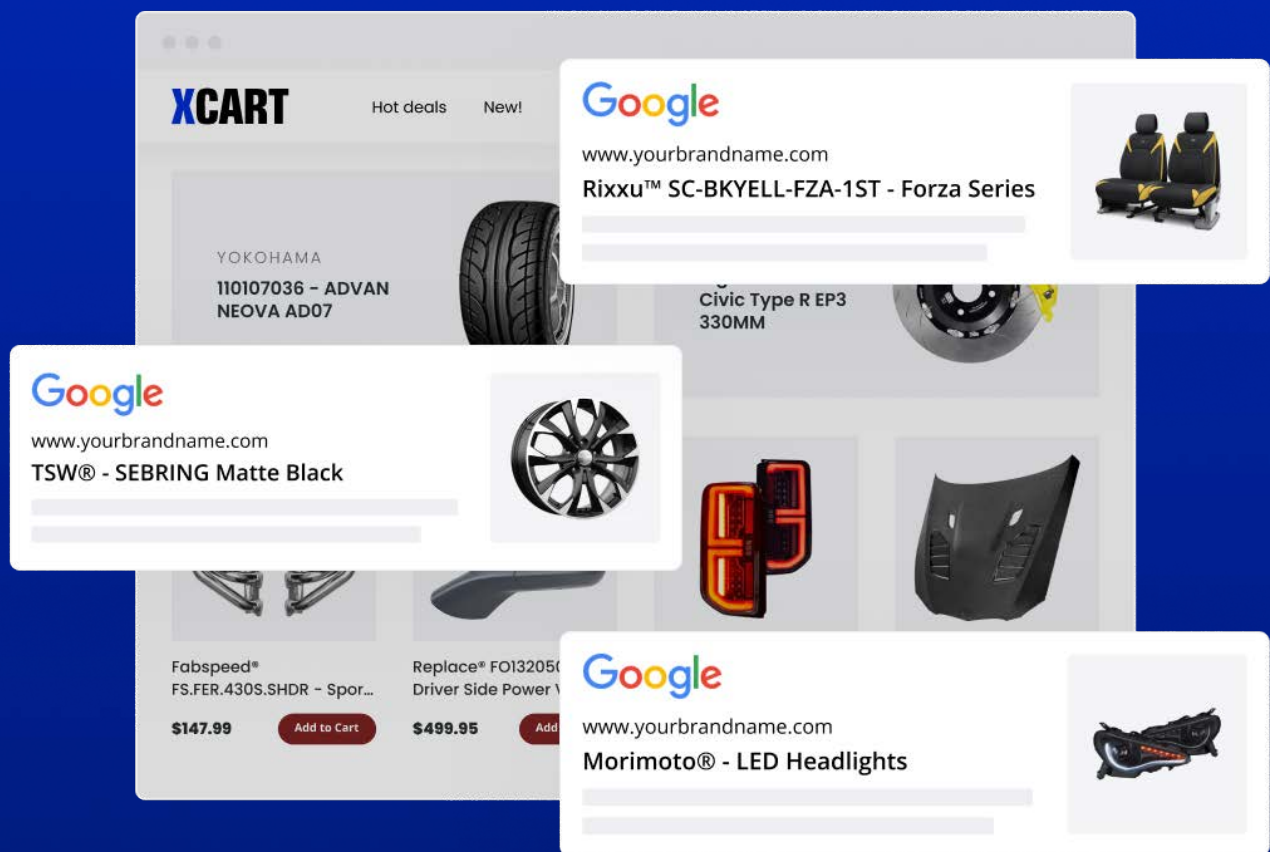 XCART
Hot deals
New!
Google
www.yourbrandname.com
Rixxu™ SC-BKYELL-FZA-1ST - Forza Series
YOKOHAMA
110107036 - ADVAN
NEOVA AD07
Civic Type R EP3
330MM
Google
www.yourbrandname.com
TSW® - SEBRING Matte Black
Fabspeed®
FS.FER.430S.SHDR - Spor...
$147.99
Add to Cart
Replace® FO132050
Driver Side Power
$499.95
Add
Google
www.yourbrandname.com
Morimoto® - LED Headlights